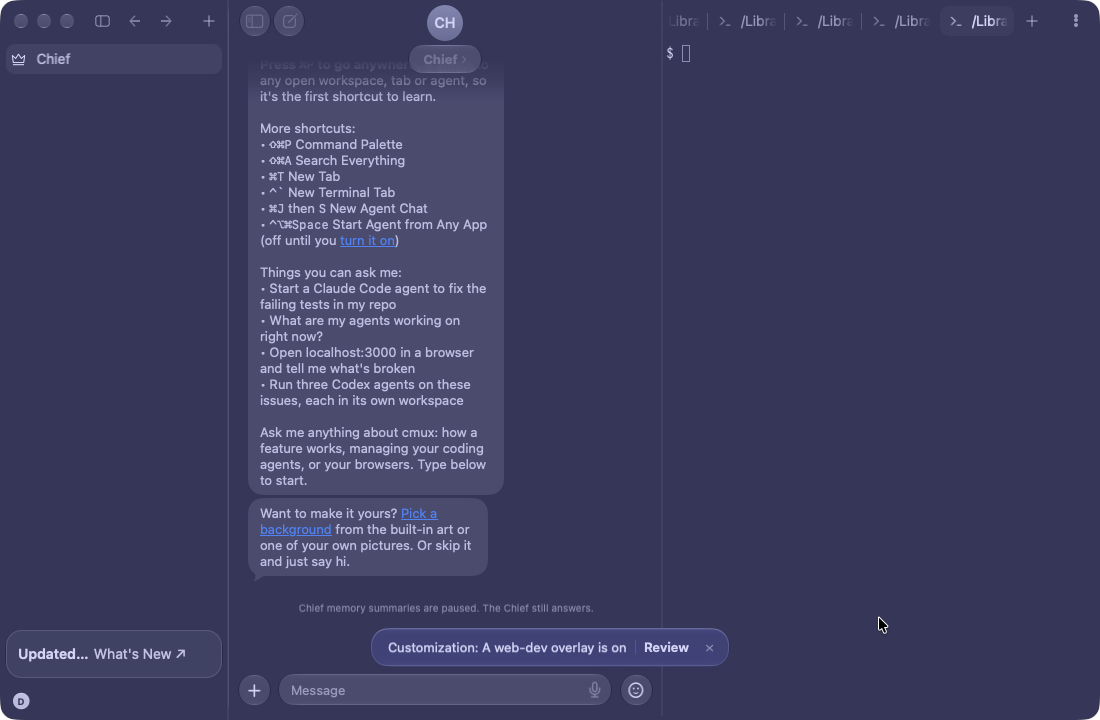 Chief
Updated... What's New ↗
D
CH
Chief ›
Press ⌘P to go anywher
any open workspace, tab or agent, so
it's the first shortcut to learn.
More shortcuts:
• ⇧⌘P Command Palette
• ⇧⌘A Search Everything
• ⌘T New Tab
• ^` New Terminal Tab
• ⌘J then S New Agent Chat
• ^⌥⌘Space Start Agent from Any App
(off until you turn it on)
Things you can ask me:
• Start a Claude Code agent to fix the
failing tests in my repo
• What are my agents working on
right now?
• Open localhost:3000 in a browser
and tell me what's broken
• Run three Codex agents on these
issues, each in its own workspace
Ask me anything about cmux: how a
feature works, managing your coding
agents, or your browsers. Type below
to start.
Want to make it yours? Pick a
background from the built-in art or
one of your own pictures. Or skip it
and just say hi.
Chief memory summaries are paused. The Chief still answers.
Customization: A web-dev overlay is on Review ×
Message
Libra >_ /Libra >_ /Libra >_ /Libra >_ /Libra
$